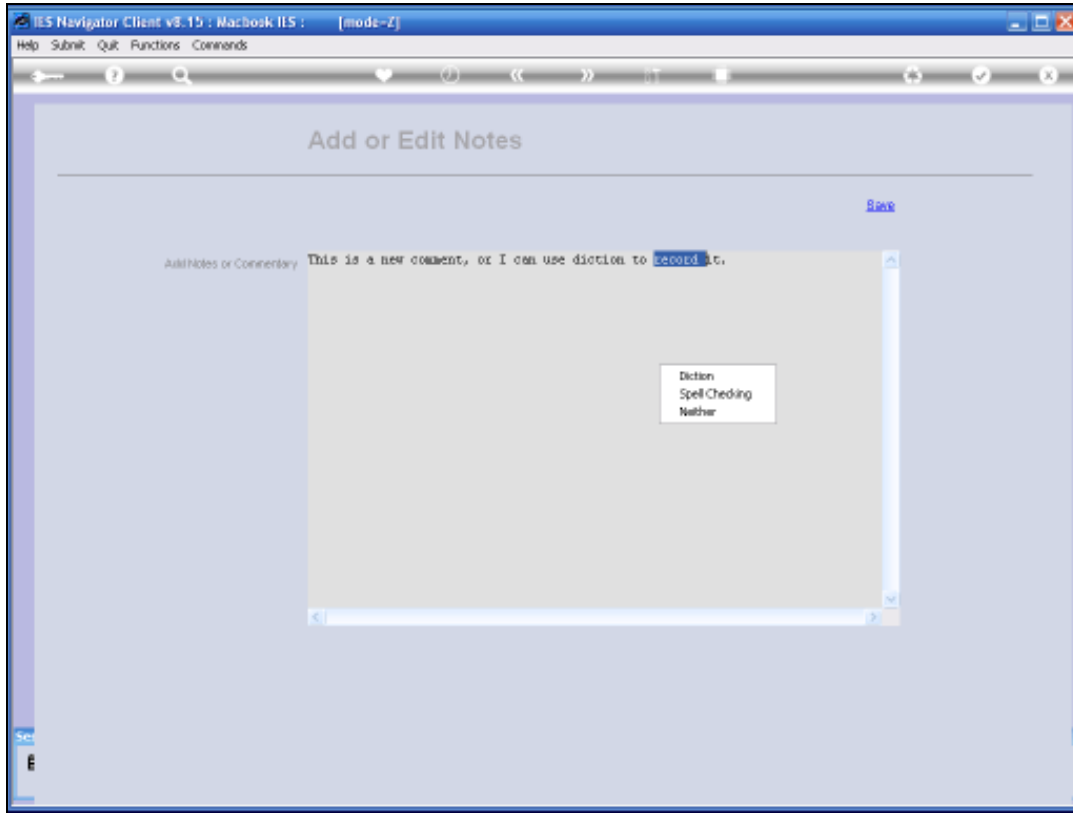 IES Navigator Client v8.15 : Macbook IES : [mode=Z]
Help Submit Quit Functions Commands
Add or Edit Notes
Save
Add Notes or Commentary
This is a new comment, or I can use diction to record it.
Diction
Spell Checking
Neither